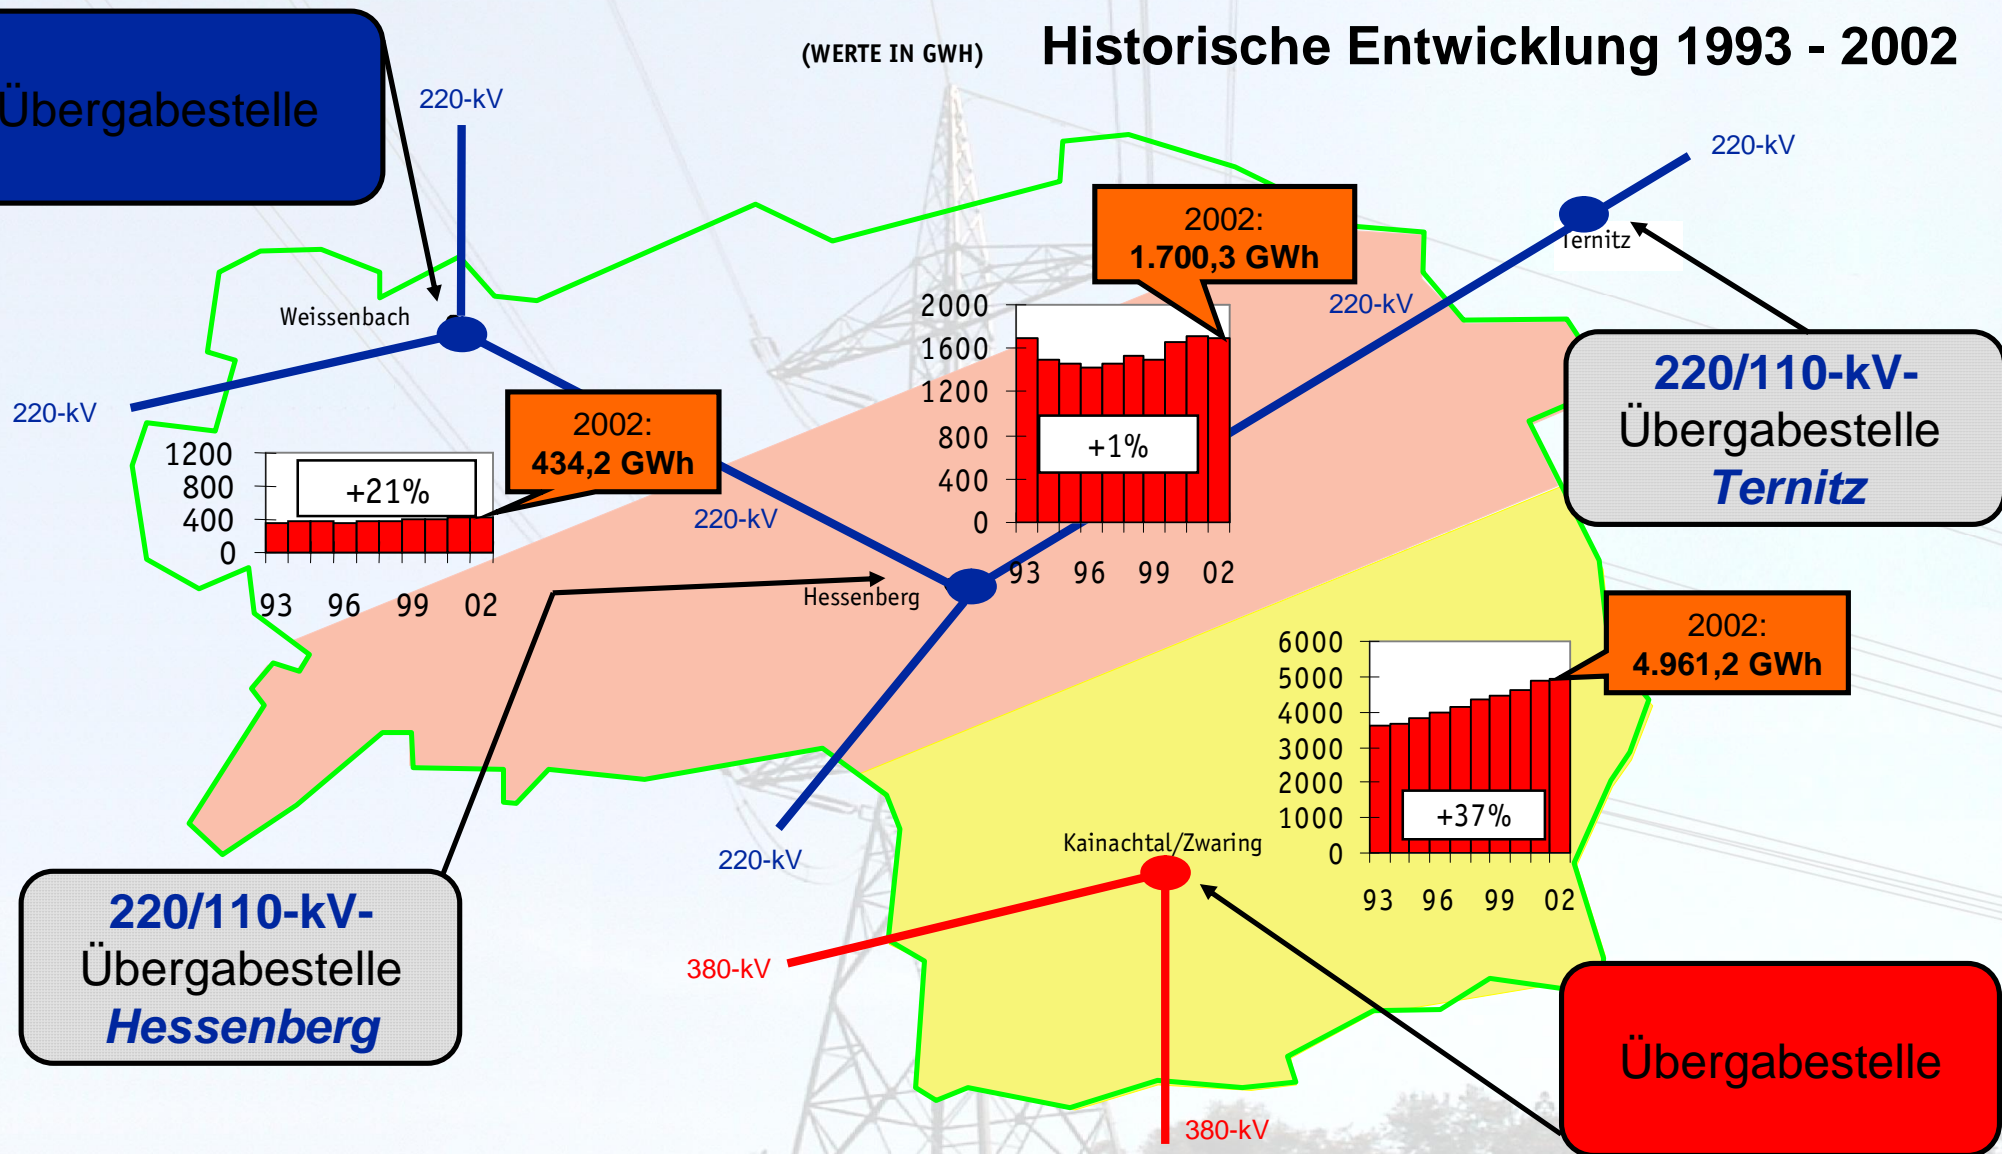 (WERTE IN GWH)
Historische Entwicklung 1993 - 2002
Übergabestelle
220-kV
220-kV
Ternitz
2002:
1.700,3 GWh
220-kV
Weissenbach
2000
1600
1200
800
400
0
+1%
93 96 99 02
220/110-kV-
Übergabestelle
Ternitz
220-kV
2002:
434,2 GWh
1200
800
400
0
+21%
93 96 99 02
220-kV
Hessenberg
2002:
4.961,2 GWh
6000
5000
4000
3000
2000
1000
0
+37%
93 96 99 02
220-kV
Kainachtal/Zwaring
220/110-kV-
Übergabestelle
Hessenberg
380-kV
Übergabestelle
380-kV